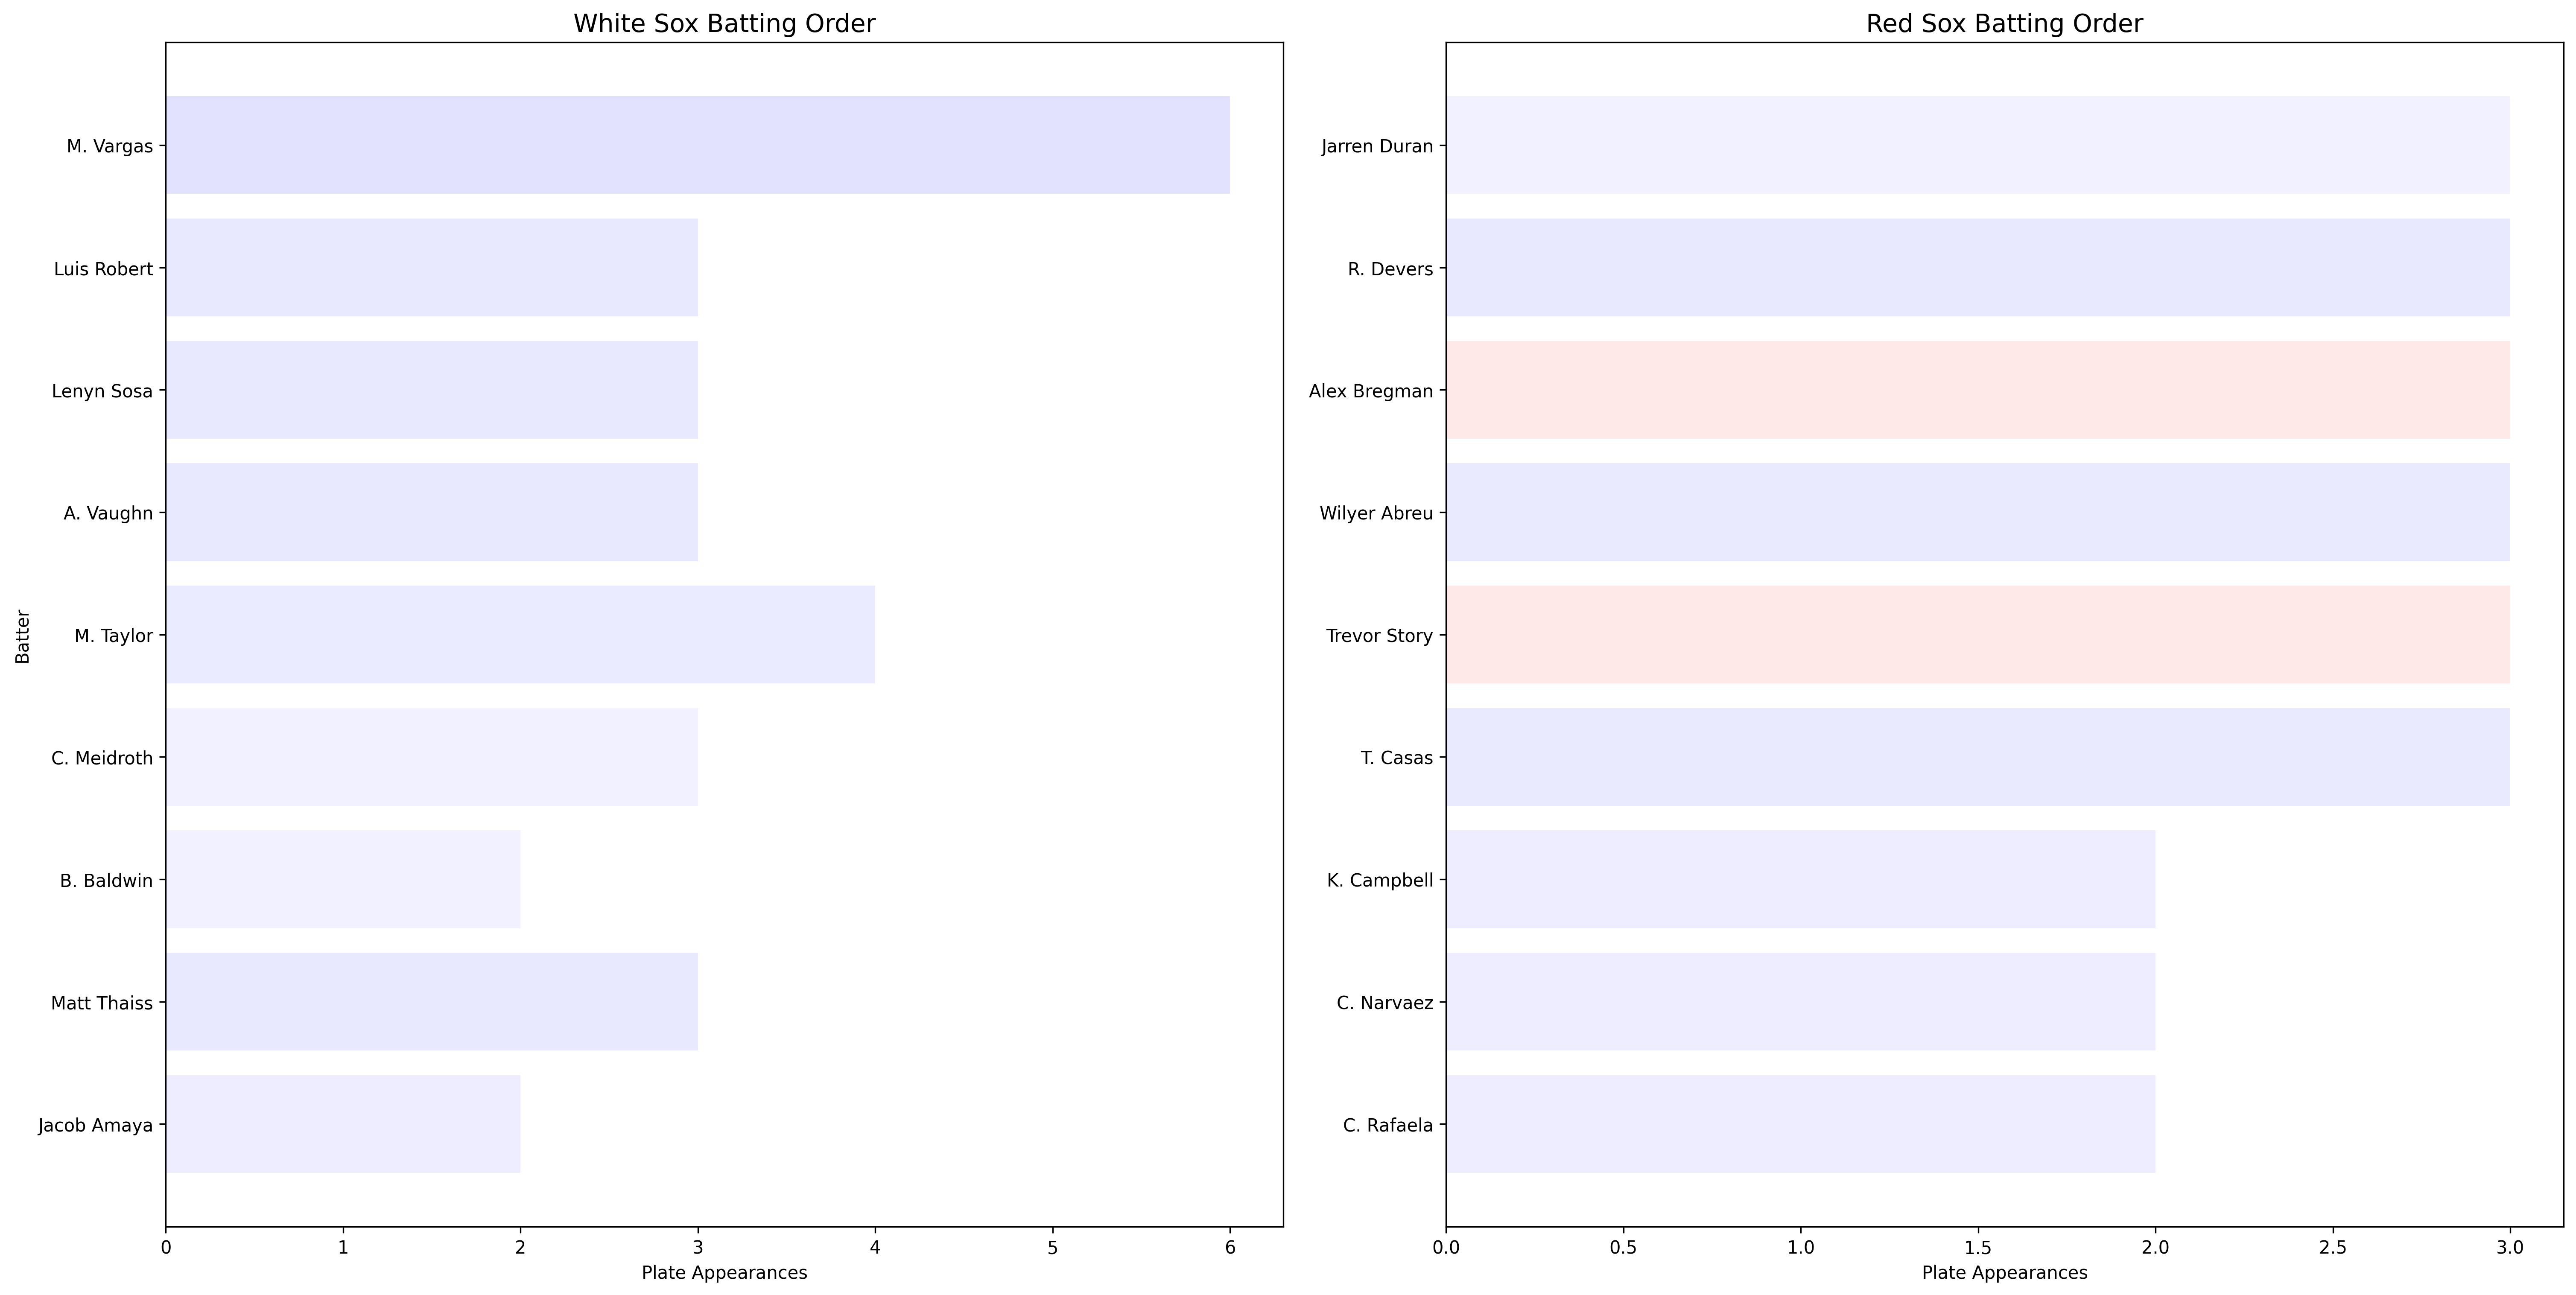 White Sox Batting Order
Batter
M. Vargas
Luis Robert
Lenyn Sosa
A. Vaughn
M. Taylor
C. Meidroth
B. Baldwin
Matt Thaiss
Jacob Amaya
0 1 2 3 4 5 6
Plate Appearances
Red Sox Batting Order
Jarren Duran
R. Devers
Alex Bregman
Wilyer Abreu
Trevor Story
T. Casas
K. Campbell
C. Narvaez
C. Rafaela
0.0 0.5 1.0 1.5 2.0 2.5 3.0
Plate Appearances